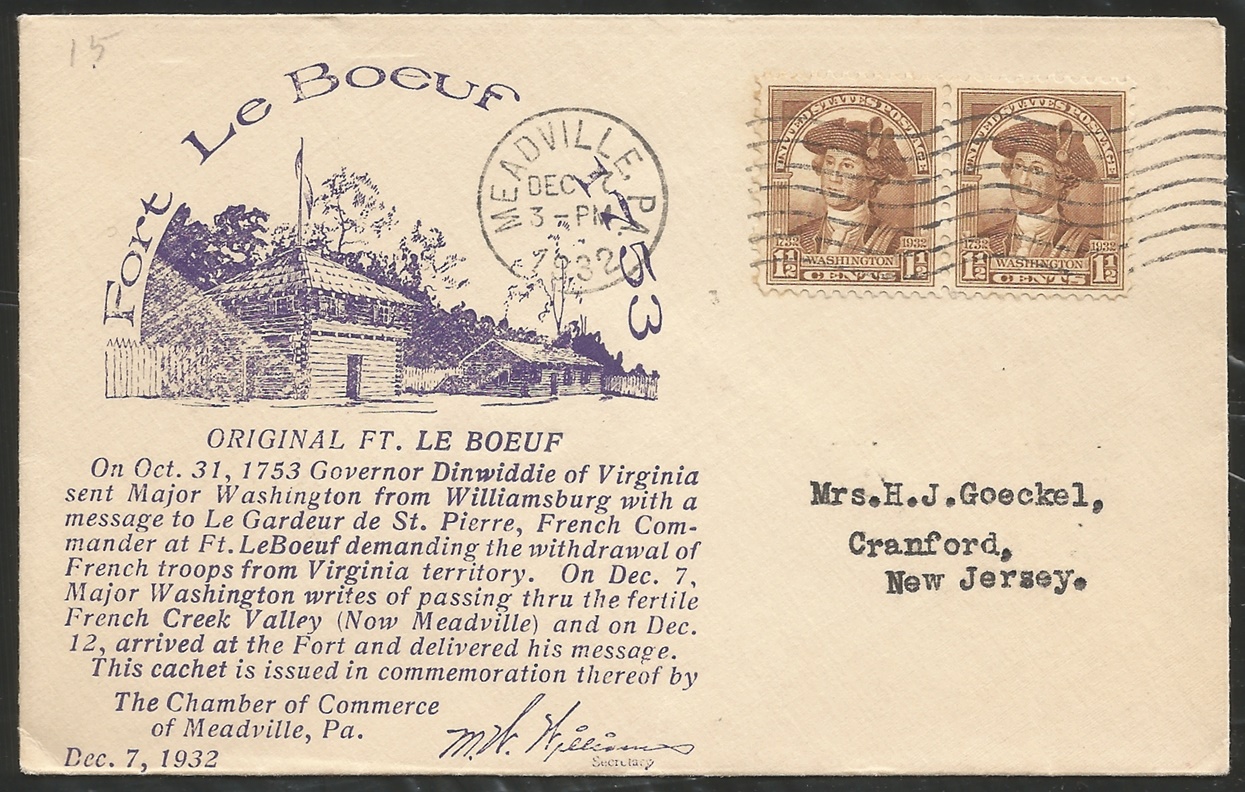 15
Fort Le Boeuf 1753
MEADVILLE, PA.
DEC 7
3-PM
1932
UNITED STATES POSTAGE
1732 1932
WASHINGTON
1½ CENTS 1½
UNITED STATES POSTAGE
1732 1932
WASHINGTON
1½ CENTS 1½
ORIGINAL FT. LE BOEUF
On Oct. 31, 1753 Governor Dinwiddie of Virginia
sent Major Washington from Williamsburg with a
message to Le Gardeur de St. Pierre, French Com-
mander at Ft. LeBoeuf demanding the withdrawal of
French troops from Virginia territory. On Dec. 7,
Major Washington writes of passing thru the fertile
French Creek Valley (Now Meadville) and on Dec.
12, arrived at the Fort and delivered his message.
This cachet is issued in commemoration thereof by
The Chamber of Commerce
of Meadville, Pa.
Dec. 7, 1932
M.W. Williams
Secretary
Mrs.H.J.Goeckel,
Cranford,
New Jersey.